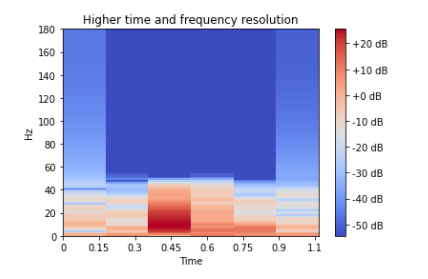 Higher time and frequency resolution
180
160
140
120
100
80
60
40
20
0
Hz
0 0.15 0.3 0.45 0.6 0.75 0.9 1.1
Time
+20 dB
+10 dB
+0 dB
-10 dB
-20 dB
-30 dB
-40 dB
-50 dB